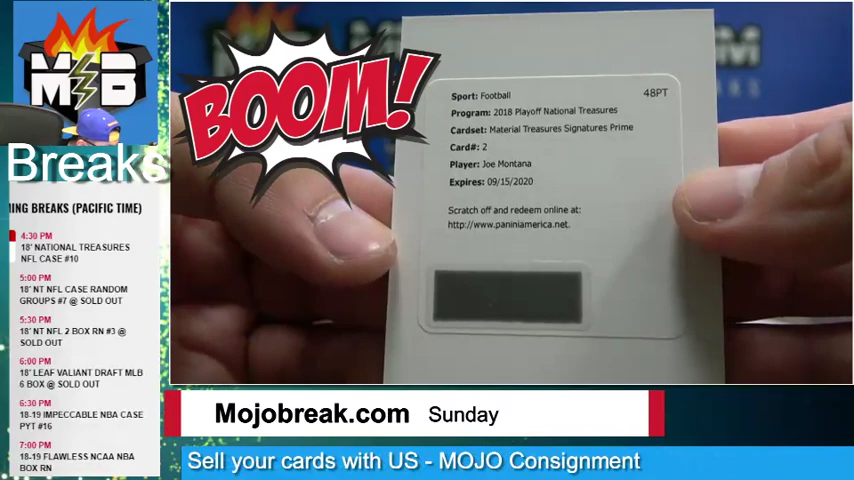 M B
Breaks
ING BREAKS (PACIFIC TIME)
4:30 PM
18' NATIONAL TREASURES
NFL CASE #10
5:00 PM
18' NT NFL CASE RANDOM
GROUPS #7 @ SOLD OUT
5:30 PM
18' NT NFL 2 BOX RN #3 @
SOLD OUT
6:00 PM
18' LEAF VALIANT DRAFT MLB
6 BOX @ SOLD OUT
6:30 PM
18-19 IMPECCABLE NBA CASE
PYT #16
7:00 PM
18-19 FLAWLESS NCAA NBA
BOX RN
BOOM!
48PT
Sport: Football
Program: 2018 Playoff National Treasures
Cardset: Material Treasures Signatures Prime
Card#: 2
Player: Joe Montana
Expires: 09/15/2020
Scratch off and redeem online at:
http://www.paniniamerica.net.
Mojobreak.com Sunday
Sell your cards with US - MOJO Consignment